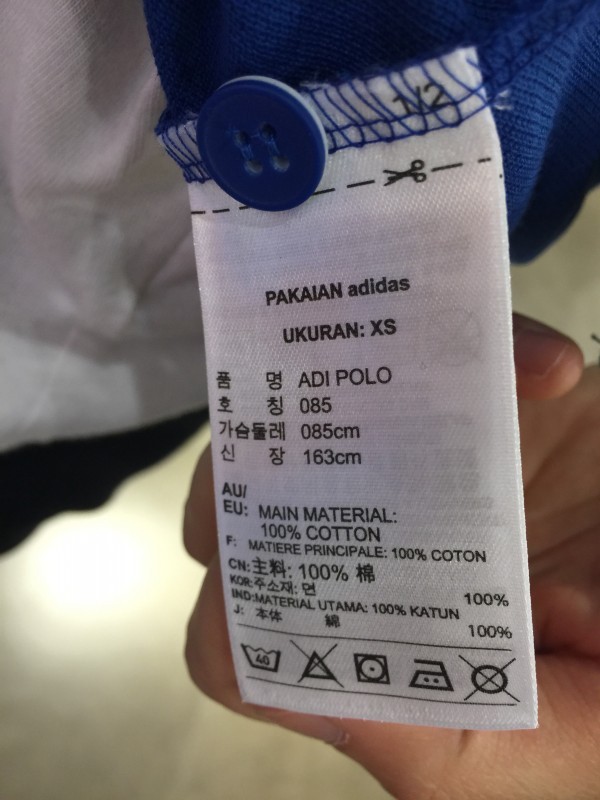 1/2
PAKAIAN adidas
UKURAN: XS
품 명 ADI POLO
호 칭 085
가슴둘레 085cm
신 장 163cm
AU/
EU: MAIN MATERIAL:
100% COTTON
F: MATIERE PRINCIPALE: 100% COTON
CN:主料: 100% 棉
KOR:주소재: 면 100%
IND:MATERIAL UTAMA: 100% KATUN
J: 本体 綿 100%
40